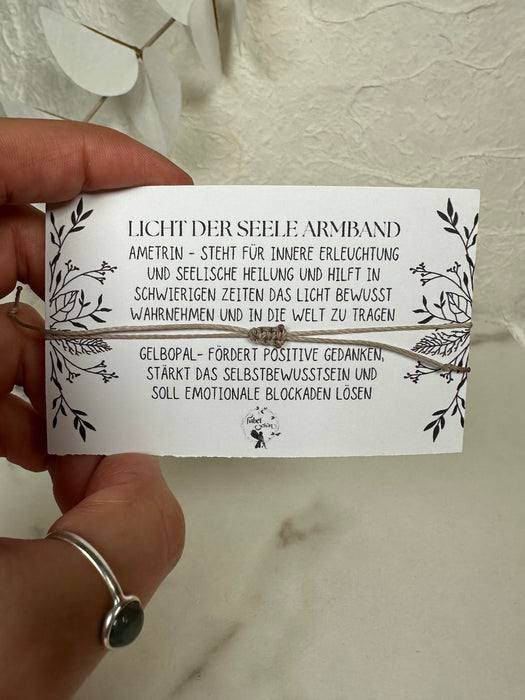 LICHT DER SEELE ARMBAND
AMETRIN - STEHT FÜR INNERE ERLEUCHTUNG
UND SEELISCHE HEILUNG UND HILFT IN
SCHWIERIGEN ZEITEN DAS LICHT BEWUSST
WAHRNEHMEN UND IN DIE WELT ZU TRAGEN
GELBOPAL- FÖRDERT POSITIVE GEDANKEN,
STÄRKT DAS SELBSTBEWUSSTSEIN UND
SOLL EMOTIONALE BLOCKADEN LÖSEN